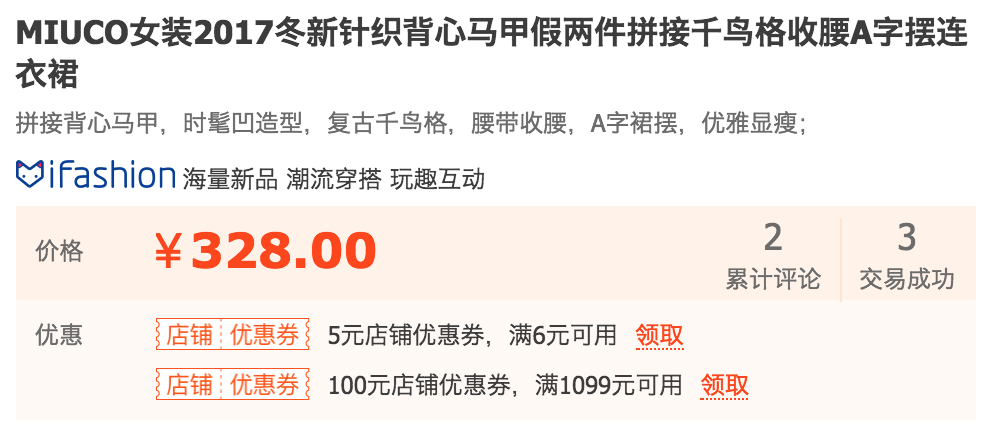 MIUCO女装2017冬新针织背心马甲假两件拼接千鸟格收腰A字摆连
衣裙
拼接背心马甲，时髦凹造型，复古千鸟格，腰带收腰，A字裙摆，优雅显瘦；
ifashion 海量新品 潮流穿搭 玩趣互动
价格 ￥328.00 2 3
累计评论 交易成功
优惠 店铺 优惠券 5元店铺优惠券，满6元可用 领取
店铺 优惠券 100元店铺优惠券，满1099元可用 领取